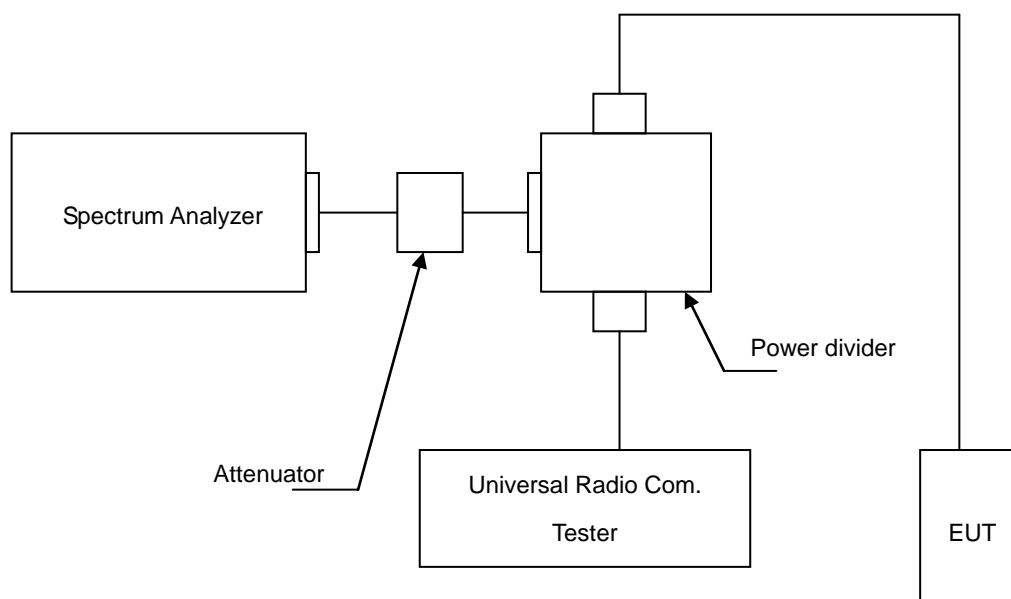 Spectrum Analyzer
Power divider
Attenuator
Universal Radio Com.
Tester
EUT